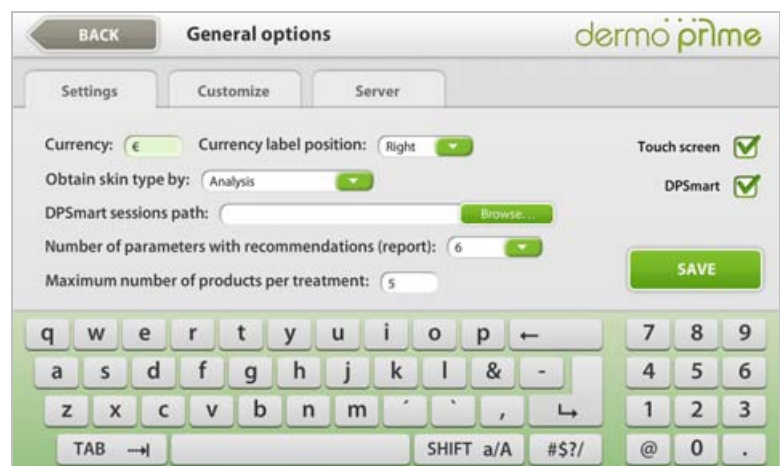 BACK General options dermo prime
Settings Customize Server
Currency: € Currency label position: Right Touch screen
Obtain skin type by: Analysis DPSmart
DPSmart sessions path: Browse...
Number of parameters with recommendations (report): 6
SAVE
Maximum number of products per treatment: 5
q w e r t y u i o p ← 7 8 9
a s d f g h j k l & - 4 5 6
z x c v b n m ´ ` , ↵ 1 2 3
TAB SHIFT a/A #$?/ @ 0 .